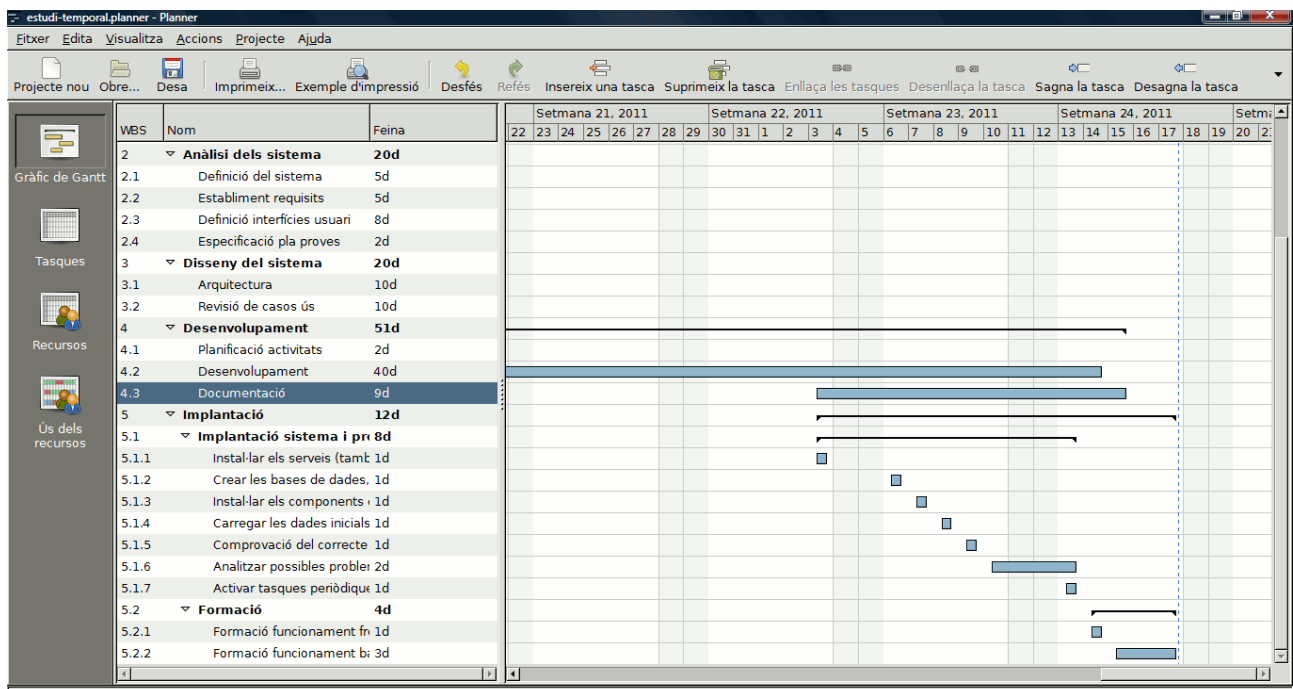 estudi-temporal.planner - Planner
Fitxer Edita Visualitza Accions Projecte Ajuda
Projecte nou Obre... Desa Imprimeix... Exemple d'impressió Desfés Refés Insereix una tasca Suprimeix la tasca Enllaça les tasques Desenllaça la tasca Sagna la tasca Desagna la tasca
Setmana 21, 2011 Setmana 22, 2011 Setmana 23, 2011 Setmana 24, 2011 Setma
WBS Nom Feina 22 23 24 25 26 27 28 29 30 31 1 2 3 4 5 6 7 8 9 10 11 12 13 14 15 16 17 18 19 20
2 Anàlisi dels sistema 20d
Gràfic de Gantt
2.1 Definició del sistema 5d
2.2 Establiment requisits 5d
2.3 Definició interfícies usuari 8d
2.4 Especificació pla proves 2d
Tasques
3 Disseny del sistema 20d
3.1 Arquitectura 10d
3.2 Revisió de casos ús 10d
4 Desenvolupament 51d
Recursos
4.1 Planificació activitats 2d
4.2 Desenvolupament 40d
4.3 Documentació 9d
5 Implantació 12d
Ús dels
recursos
5.1 Implantació sistema i pro 8d
5.1.1 Instal·lar els serveis (tamb 1d
5.1.2 Crear les bases de dades, 1d
5.1.3 Instal·lar els components 1d
5.1.4 Carregar les dades inicials 1d
5.1.5 Comprovació del correcte 1d
5.1.6 Analitzar possibles problem 2d
5.1.7 Activar tasques periòdique 1d
5.2 Formació 4d
5.2.1 Formació funcionament fro 1d
5.2.2 Formació funcionament ba 3d